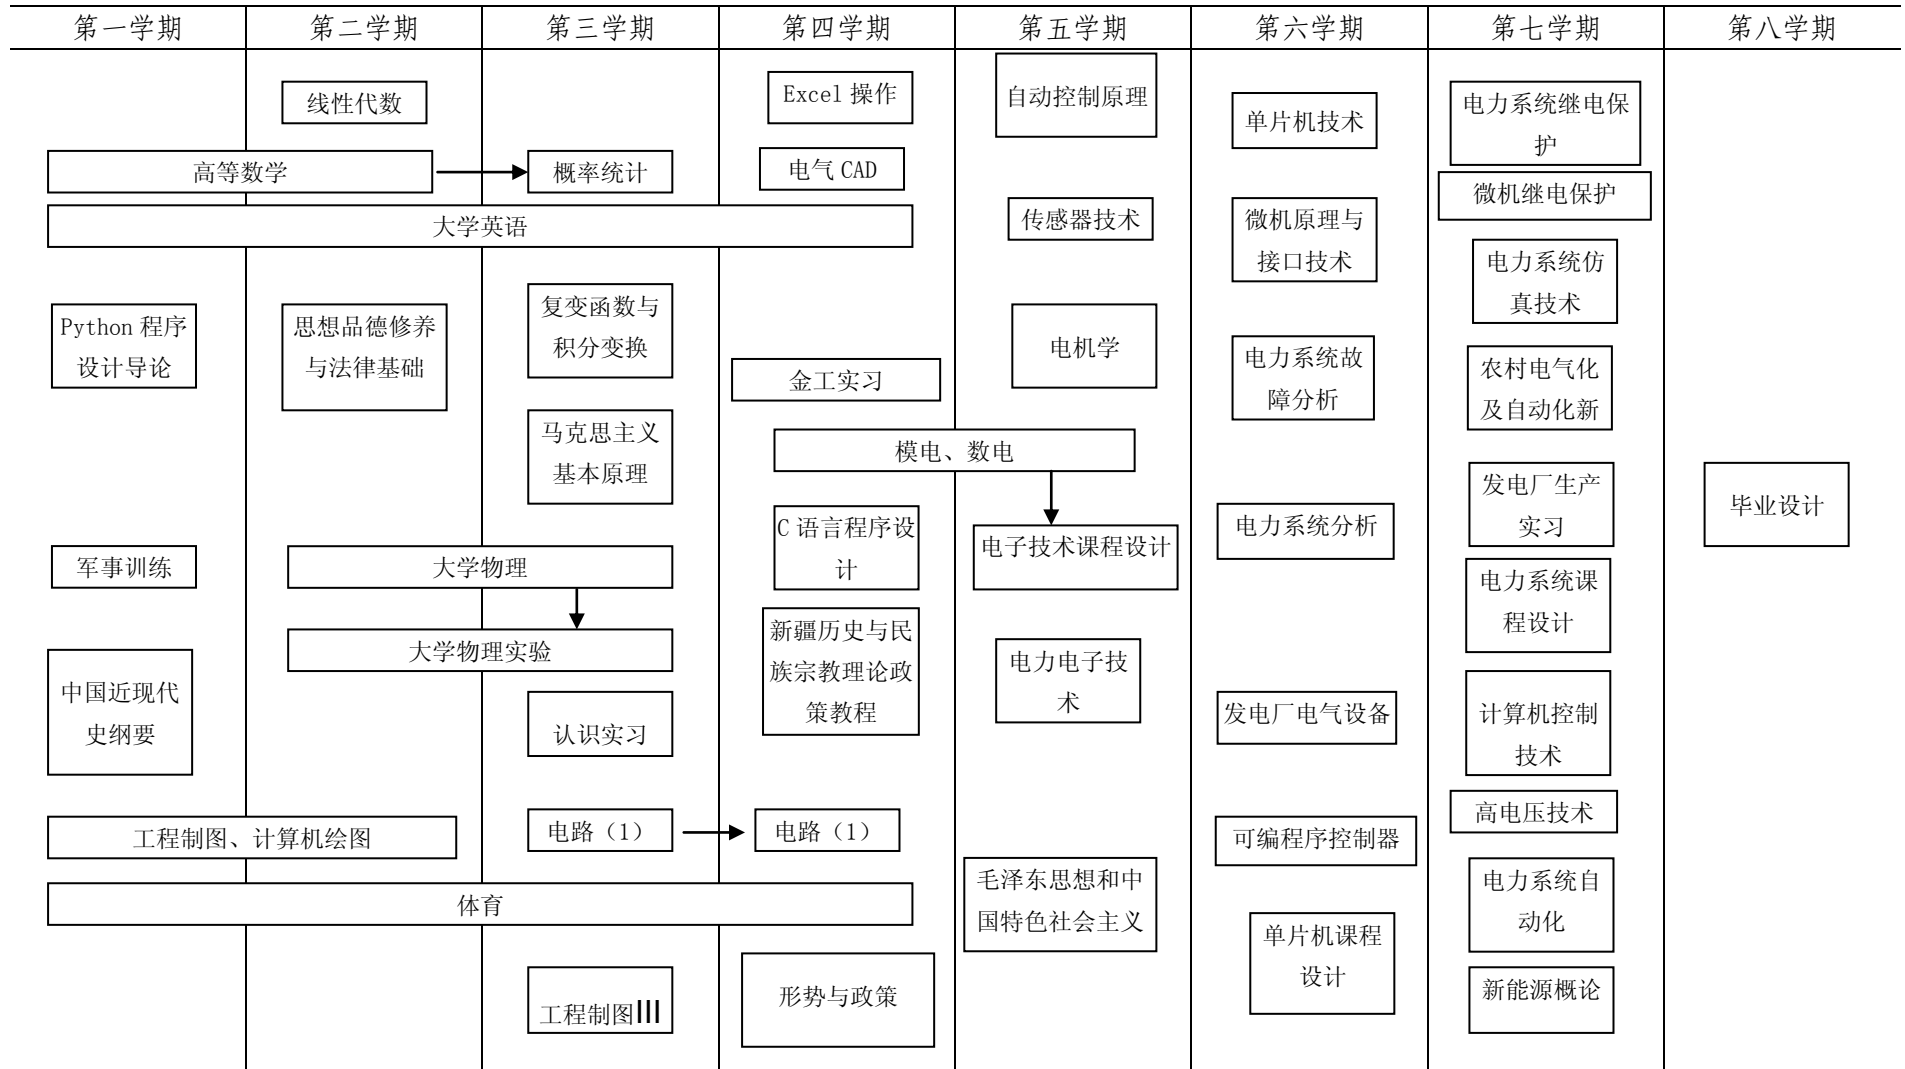 第一学期
第二学期
第三学期
第四学期
第五学期
第六学期
第七学期
第八学期
高等数学
大学英语
Python 程序
设计导论
军事训练
中国近现代
史纲要
工程制图、计算机绘图
体育
线性代数
思想品德修养
与法律基础
大学物理
大学物理实验
概率统计
复变函数与
积分变换
马克思主义
基本原理
认识实习
电路（1）
工程制图III
Excel 操作
电气 CAD
金工实习
模电、数电
C 语言程序设
计
新疆历史与民
族宗教理论政
策教程
电路（1）
形势与政策
自动控制原理
传感器技术
电机学
电子技术课程设计
电力电子技
术
毛泽东思想和中
国特色社会主义
单片机技术
微机原理与
接口技术
电力系统故
障分析
电力系统分析
发电厂电气设备
可编程序控制器
单片机课程
设计
电力系统继电保
护
微机继电保护
电力系统仿
真技术
农村电气化
及自动化新
发电厂生产
实习
电力系统课
程设计
计算机控制
技术
高电压技术
电力系统自
动化
新能源概论
毕业设计